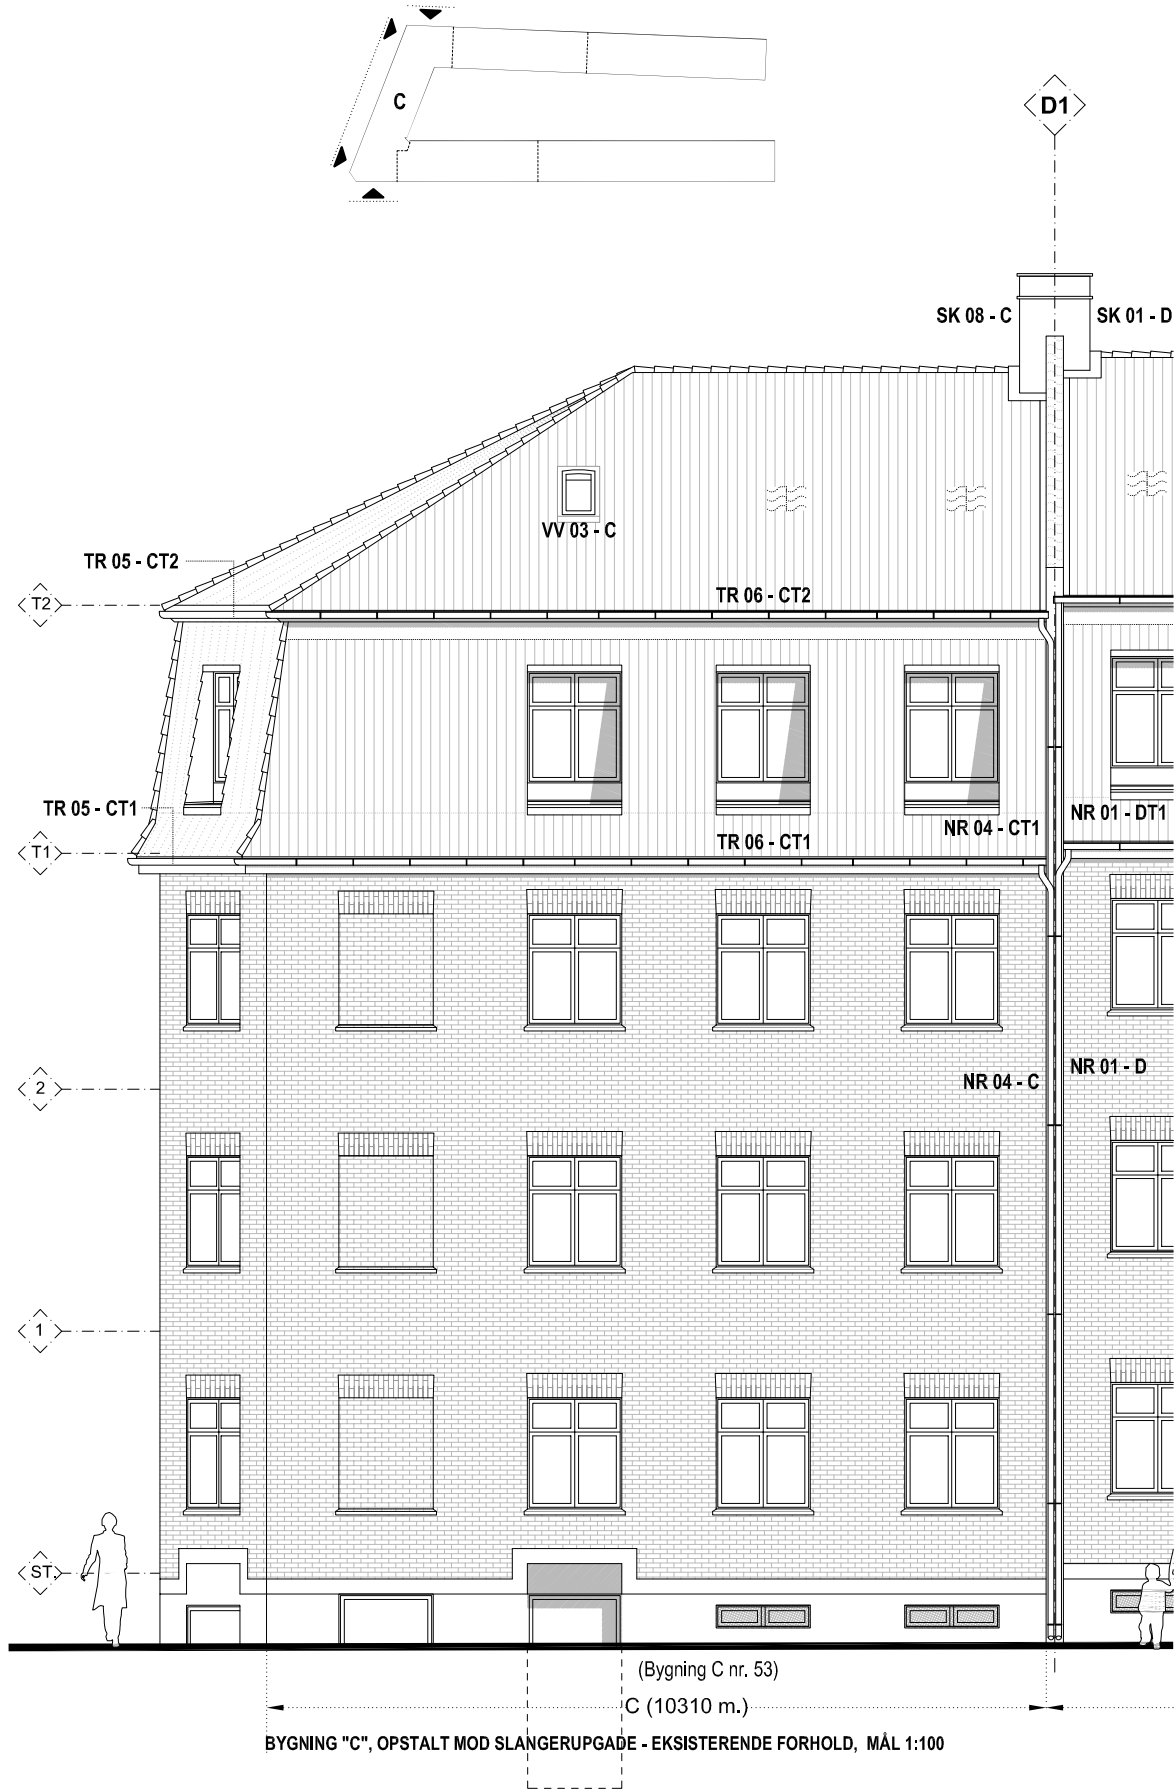 C
D1
SK 08 - C
SK 01 - D
VV 03 - C
TR 05 - CT2
T2
TR 06 - CT2
TR 05 - CT1
NR 04 - CT1
NR 01 - DT1
TR 06 - CT1
T1
NR 01 - D
NR 04 - C
2
1
ST.
(Bygning C nr. 53)
C (10310 m.)
BYGNING "C", OPSTALT MOD SLANGERUPGADE - EKSISTERENDE FORHOLD, MÅL 1:100